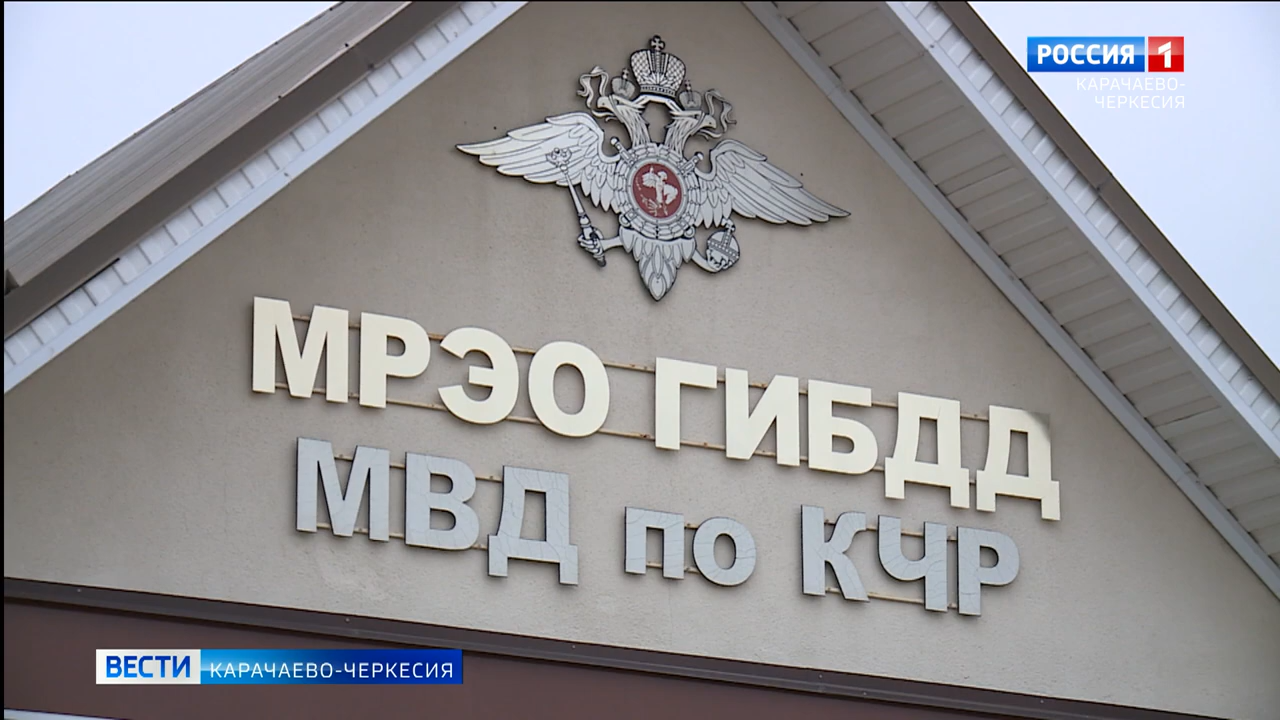 РОССИЯ 1
КАРАЧАЕВО-
ЧЕРКЕСИЯ
МРЭО ГИБДД
МВД по КЧР
ВЕСТИ КАРАЧАЕВО-ЧЕРКЕСИЯ